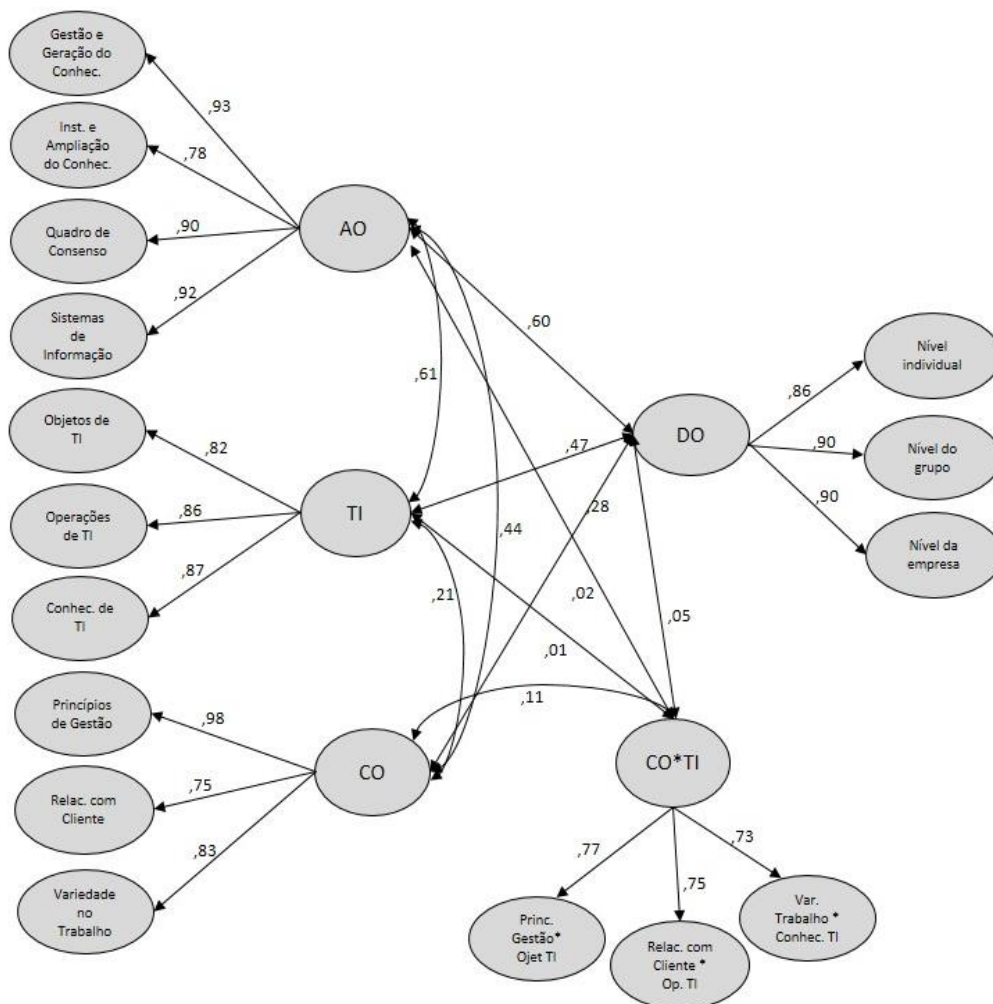 Gestão e
Geração do
Conhec.
,93
Inst. e
Ampliação
do Conhec.
,78
AO
Quadro de
Consenso
,90
Sistemas
de
Informação
,92
,60
Nível
individual
,61
,86
Objetos de
TI
,82
DO
,47
,90
Nível do
grupo
Operações
de TI
,86
TI
,28
,44
,90
Nível da
empresa
Conhec. de
TI
,87
,21
,02
,05
,01
Princípios
de Gestão
,98
,11
CO
CO*TI
Relac. com
Cliente
,75
,83
Variedade
no
Trabalho
,77
,75
,73
Princ.
Gestão*
Ojet TI
Relac. com
Cliente *
Op. TI
Var.
Trabalho *
Conhec. TI